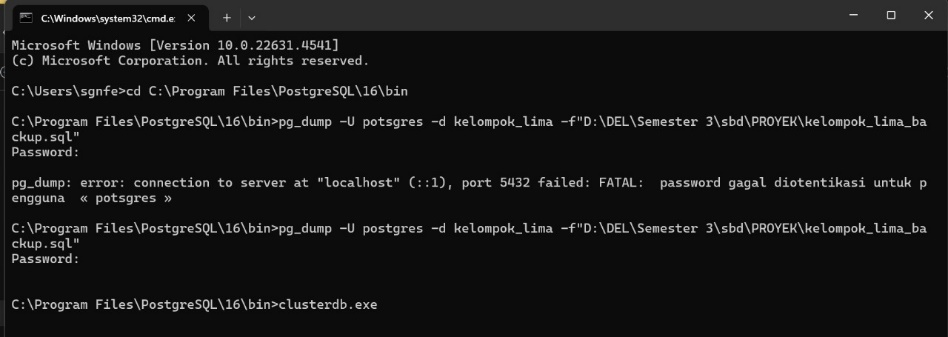 C:\Windows\system32\cmd.e:
Microsoft Windows [Version 10.0.22631.4541]
(c) Microsoft Corporation. All rights reserved.
C:\Users\sgnfe>cd C:\Program Files\PostgreSQL\16\bin
C:\Program Files\PostgreSQL\16\bin>pg_dump -U potsgres -d kelompok_lima -f"D:\DEL\Semester 3\sbd\PROYEK\kelompok_lima_ba
ckup.sql"
Password:
pg_dump: error: connection to server at "localhost" (::1), port 5432 failed: FATAL:  password gagal diotentikasi untuk p
engguna  « potsgres »
C:\Program Files\PostgreSQL\16\bin>pg_dump -U postgres -d kelompok_lima -f"D:\DEL\Semester 3\sbd\PROYEK\kelompok_lima_ba
ckup.sql"
Password:
C:\Program Files\PostgreSQL\16\bin>clusterdb.exe